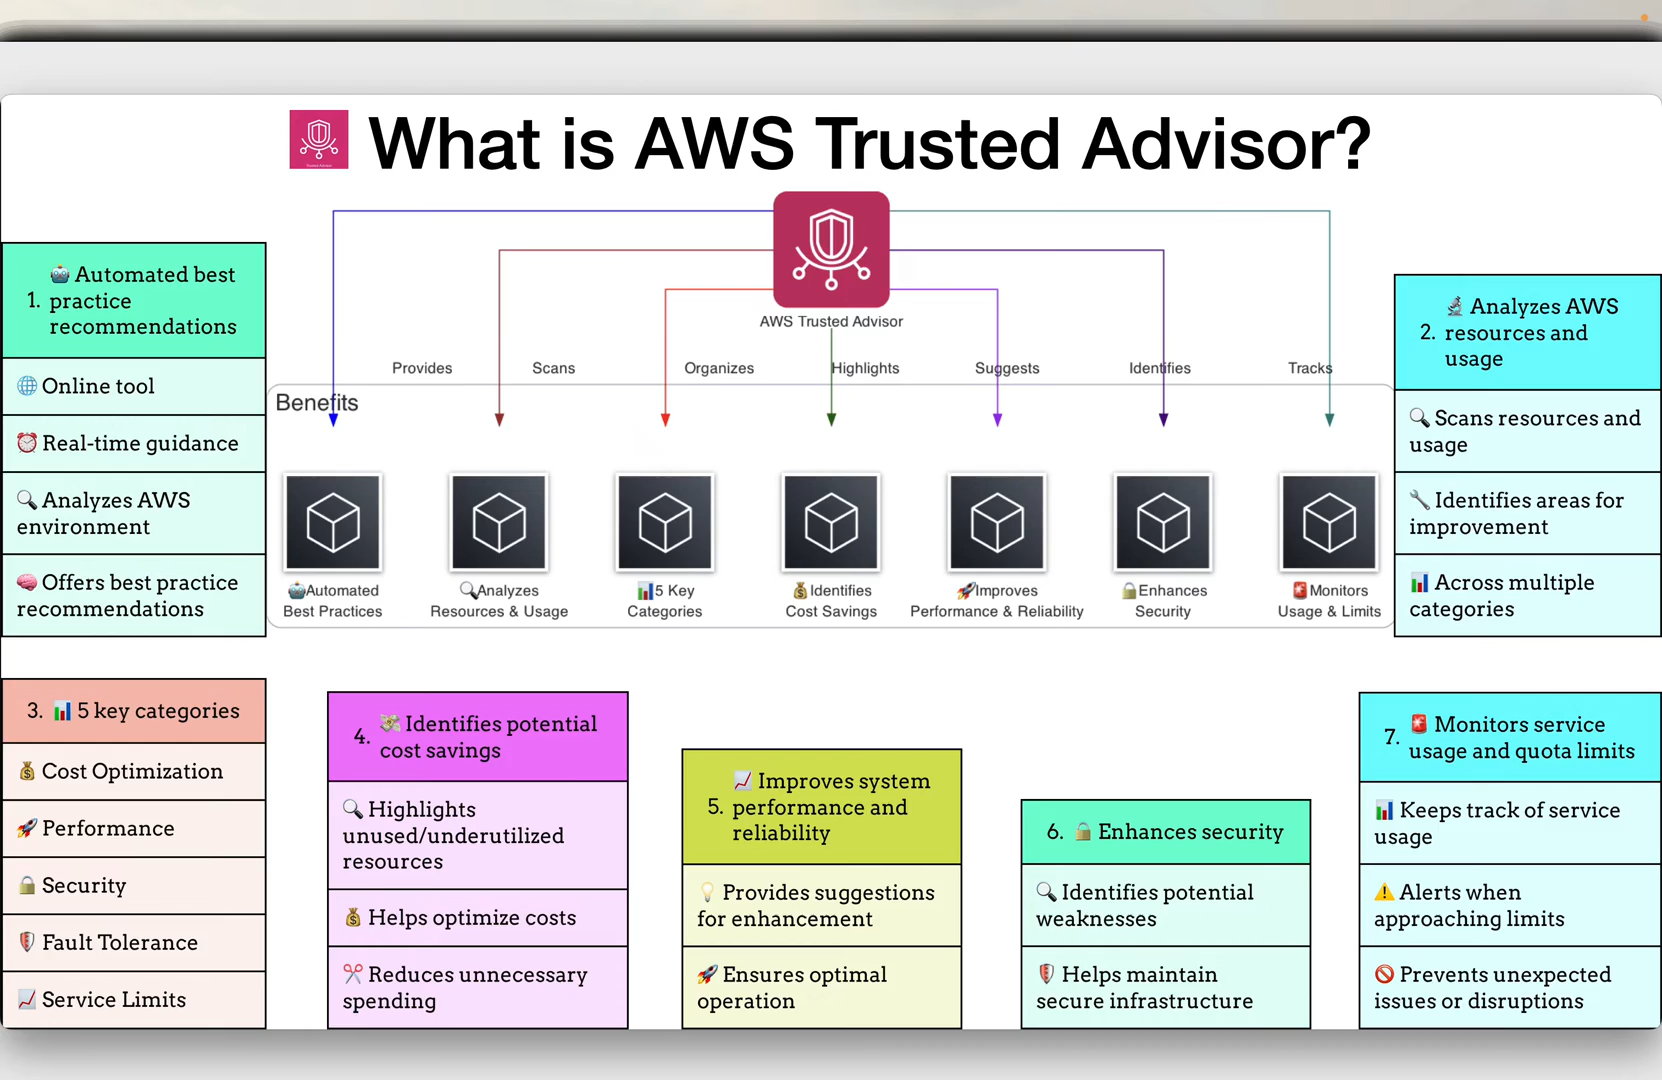 What is AWS Trusted Advisor?
AWS Trusted Advisor
Provides
Scans
Organizes
Highlights
Suggests
Identifies
Tracks
Benefits
🤖Automated
Best Practices
🔍Analyzes
Resources & Usage
📊5 Key
Categories
💰Identifies
Cost Savings
🚀Improves
Performance & Reliability
🔒Enhances
Security
🚨Monitors
Usage & Limits
1. 🤖 Automated best
practice
recommendations
🌐 Online tool
⏰ Real-time guidance
🔍 Analyzes AWS
environment
🧠 Offers best practice
recommendations
2. 🔬 Analyzes AWS
resources and
usage
🔍 Scans resources and
usage
🔧 Identifies areas for
improvement
📊 Across multiple
categories
3. 📊 5 key categories
💰 Cost Optimization
🚀 Performance
🔒 Security
🛡️ Fault Tolerance
📈 Service Limits
4. 💸 Identifies potential
cost savings
🔍 Highlights
unused/underutilized
resources
💰 Helps optimize costs
✂️ Reduces unnecessary
spending
5. 📈 Improves system
performance and
reliability
💡 Provides suggestions
for enhancement
🚀 Ensures optimal
operation
6. 🔒 Enhances security
🔍 Identifies potential
weaknesses
🛡️ Helps maintain
secure infrastructure
7. 🚨 Monitors service
usage and quota limits
📊 Keeps track of service
usage
⚠️ Alerts when
approaching limits
🚫 Prevents unexpected
issues or disruptions